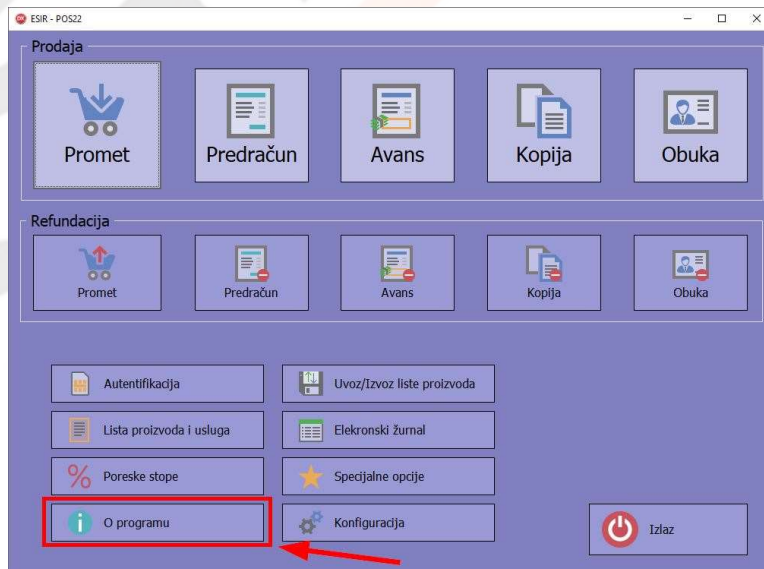 ESIR - POS22
Prodaja
Promet
Predračun
Avans
Kopija
Obuka
Refundacija
Promet
Predračun
Avans
Kopija
Obuka
Autentifikacija
Uvoz/Izvoz liste proizvoda
Lista proizvoda i usluga
Elekronski žurnal
Poreske stope
Specijalne opcije
O programu
Konfiguracija
Izlaz